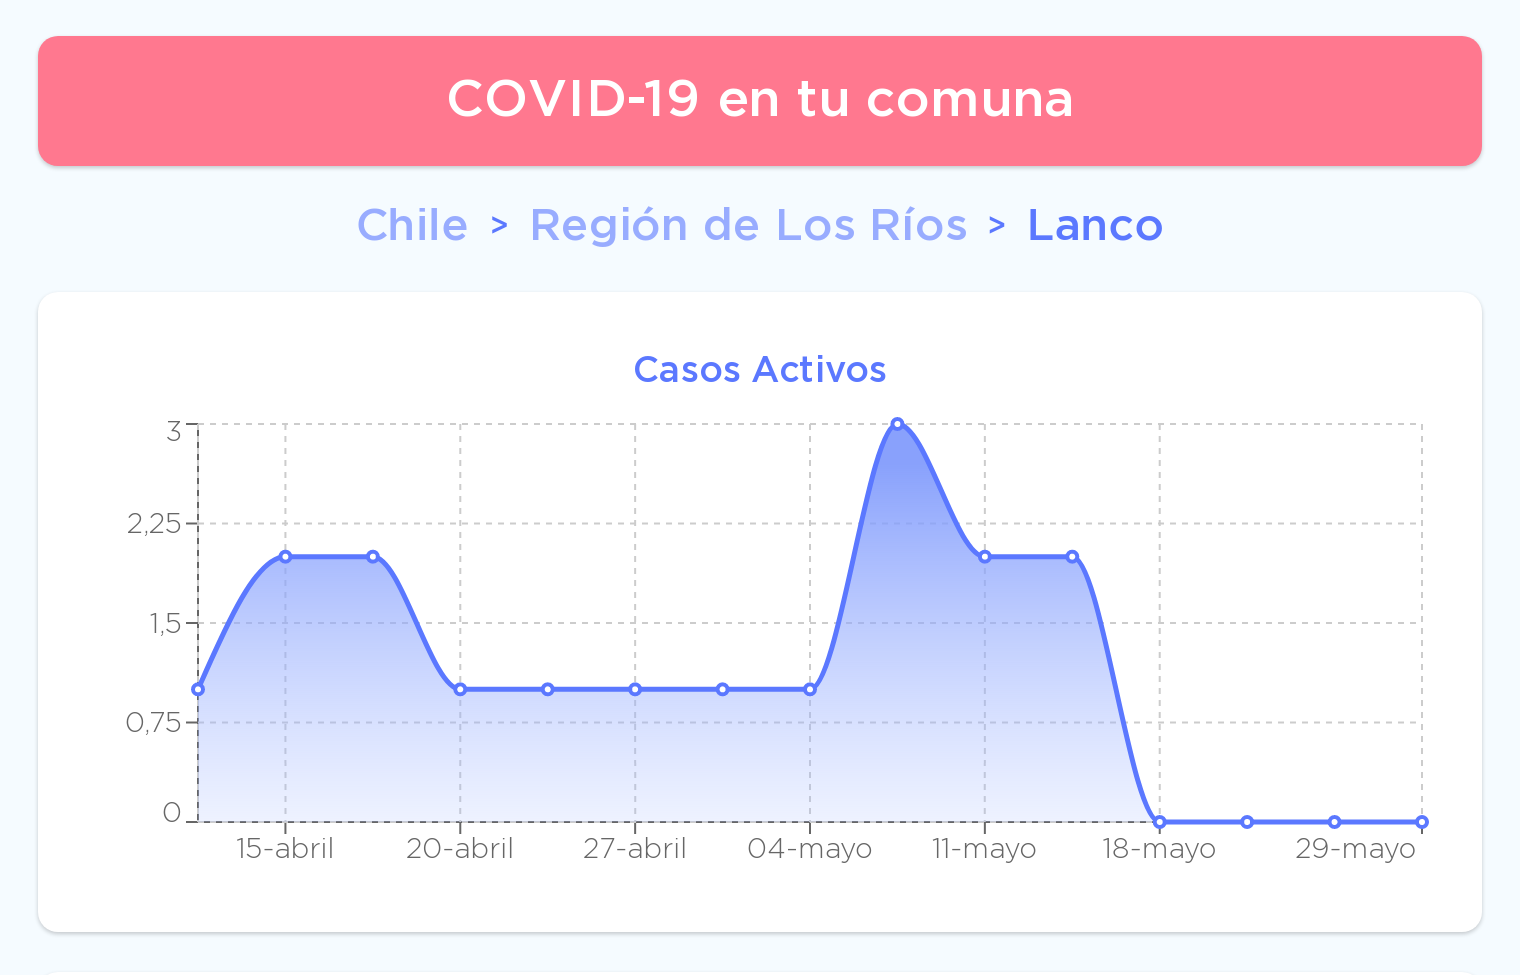 COVID-19 en tu comuna
Chile > Región de Los Ríos > Lanco
Casos Activos
3
2,25
1,5
0,75
0
15-abril 20-abril 27-abril 04-mayo 11-mayo 18-mayo 29-mayo